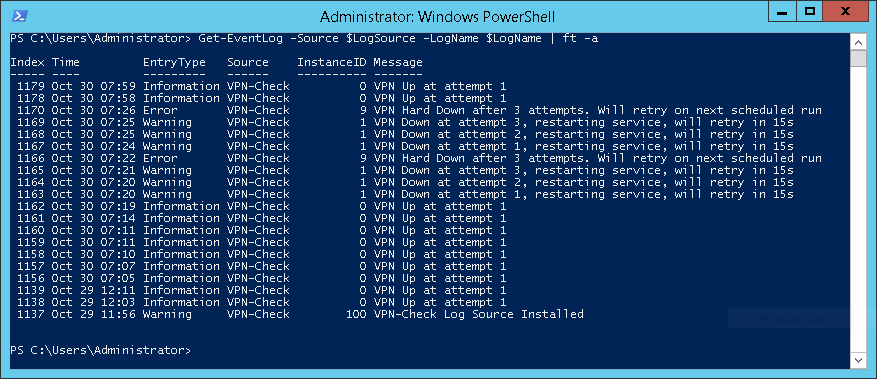 Administrator: Windows PowerShell
PS C:\Users\Administrator> Get-EventLog -Source $LogSource -LogName $LogName | ft -a
Index Time EntryType Source InstanceID Message
----- ---- --------- ------ ---------- -------
1179 Oct 30 07:59 Information VPN-Check 0 VPN Up at attempt 1
1178 Oct 30 07:58 Information VPN-Check 0 VPN Up at attempt 1
1170 Oct 30 07:26 Error VPN-Check 9 VPN Hard Down after 3 attempts. Will retry on next scheduled run
1169 Oct 30 07:25 Warning VPN-Check 1 VPN Down at attempt 3, restarting service, will retry in 15s
1168 Oct 30 07:25 Warning VPN-Check 1 VPN Down at attempt 2, restarting service, will retry in 15s
1167 Oct 30 07:24 Warning VPN-Check 1 VPN Down at attempt 1, restarting service, will retry in 15s
1166 Oct 30 07:22 Error VPN-Check 9 VPN Hard Down after 3 attempts. Will retry on next scheduled run
1165 Oct 30 07:21 Warning VPN-Check 1 VPN Down at attempt 3, restarting service, will retry in 15s
1164 Oct 30 07:20 Warning VPN-Check 1 VPN Down at attempt 2, restarting service, will retry in 15s
1163 Oct 30 07:20 Warning VPN-Check 1 VPN Down at attempt 1, restarting service, will retry in 15s
1162 Oct 30 07:19 Information VPN-Check 0 VPN Up at attempt 1
1161 Oct 30 07:14 Information VPN-Check 0 VPN Up at attempt 1
1160 Oct 30 07:11 Information VPN-Check 0 VPN Up at attempt 1
1159 Oct 30 07:11 Information VPN-Check 0 VPN Up at attempt 1
1158 Oct 30 07:10 Information VPN-Check 0 VPN Up at attempt 1
1157 Oct 30 07:07 Information VPN-Check 0 VPN Up at attempt 1
1156 Oct 30 07:05 Information VPN-Check 0 VPN Up at attempt 1
1139 Oct 29 12:11 Information VPN-Check 0 VPN Up at attempt 1
1138 Oct 29 12:03 Information VPN-Check 0 VPN Up at attempt 1
1137 Oct 29 11:56 Warning VPN-Check 100 VPN-Check Log Source Installed
Window Snip
PS C:\Users\Administrator>